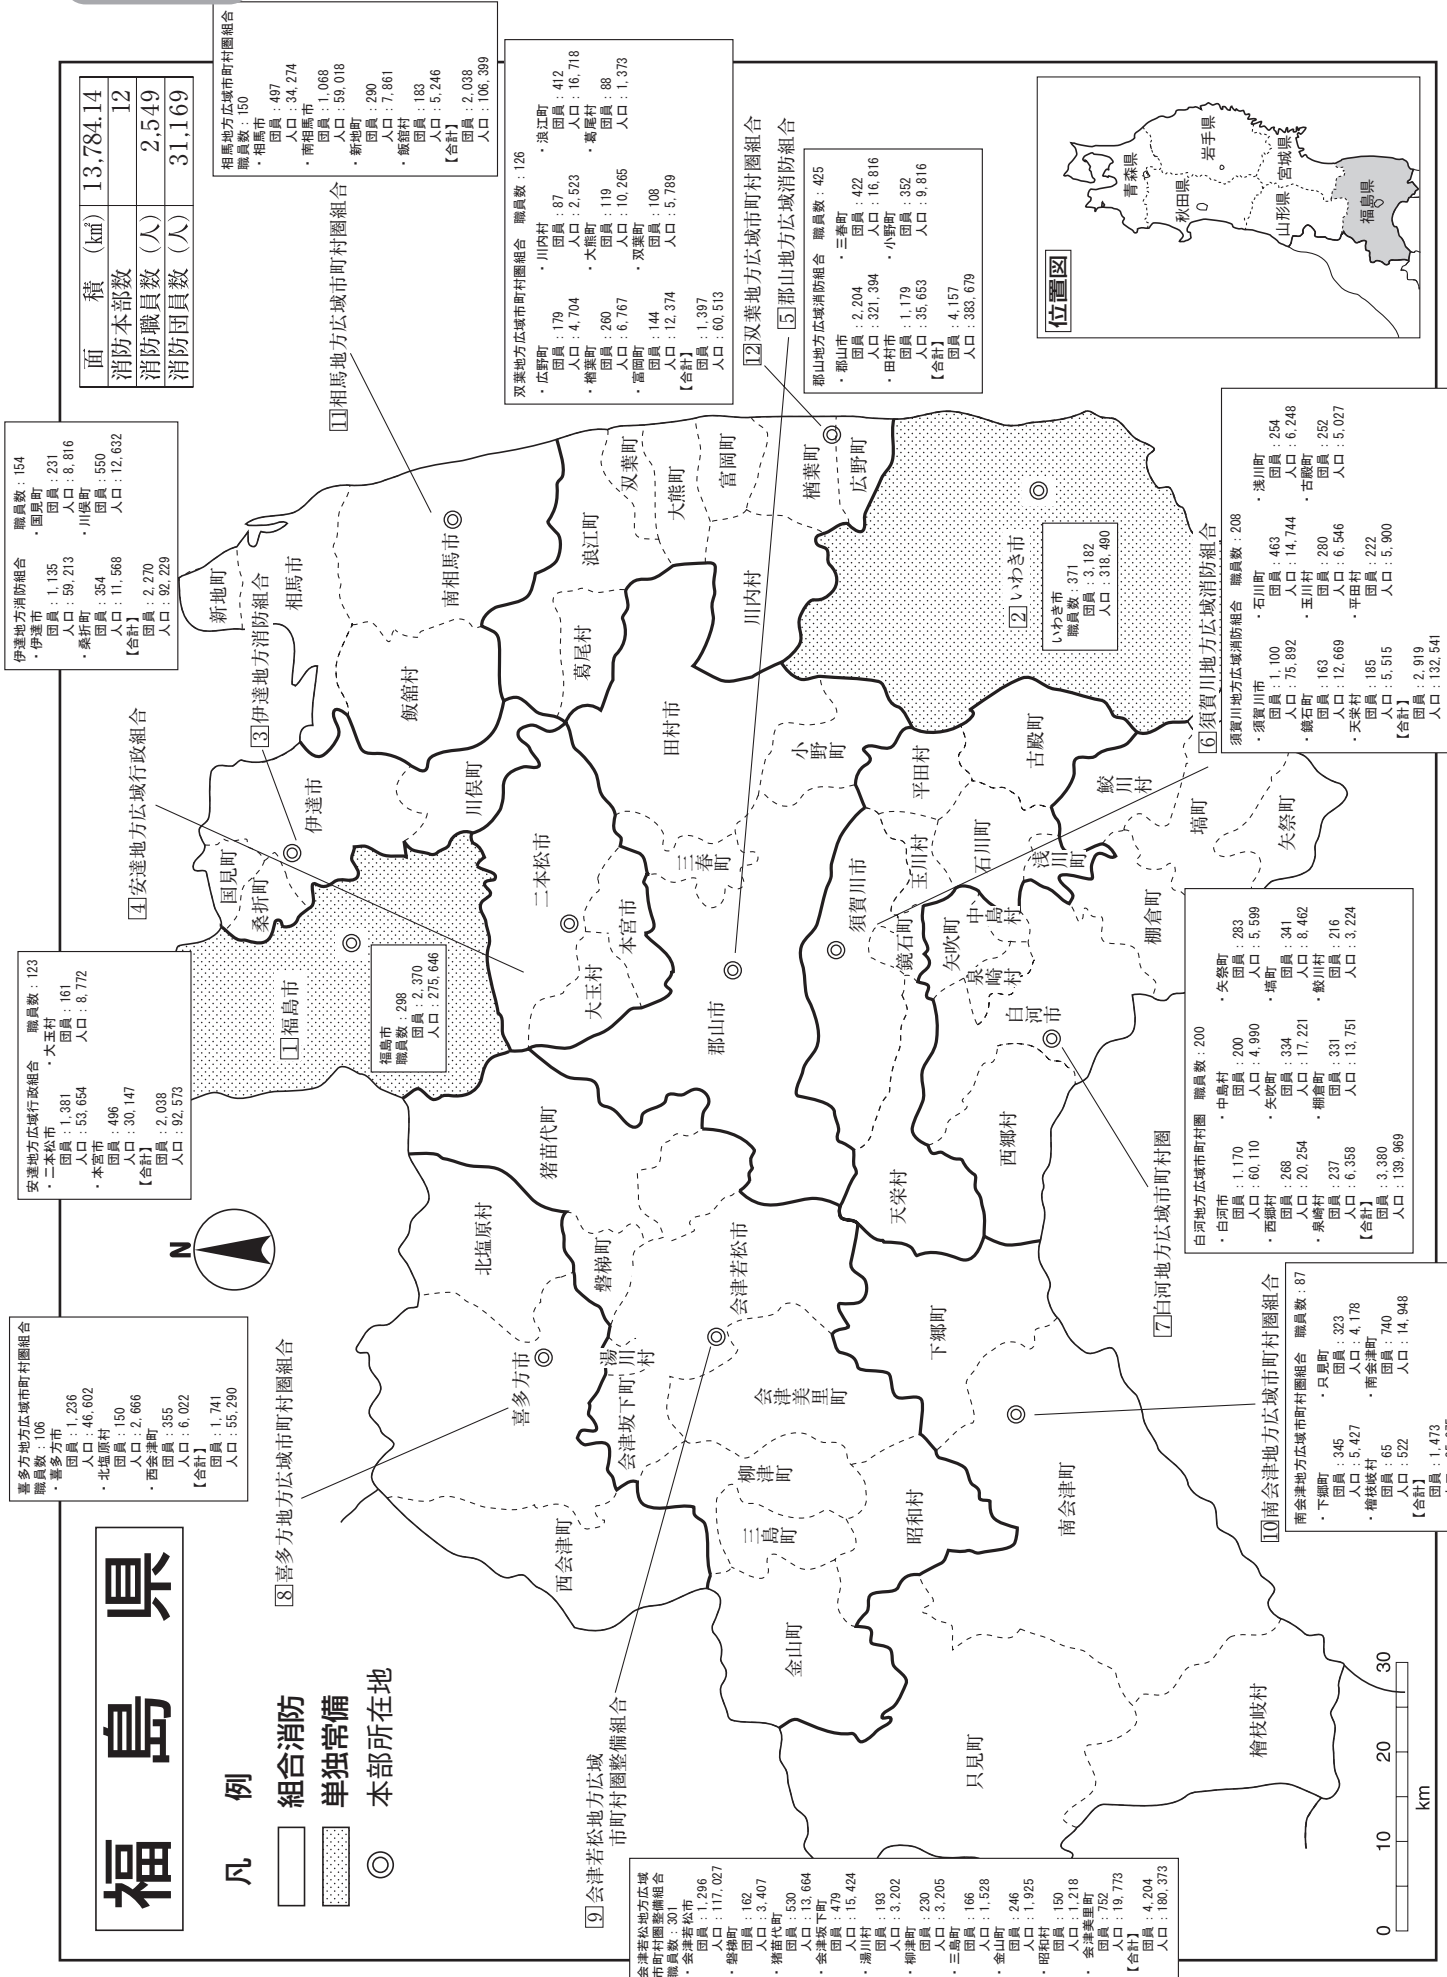 福島県
凡例
組合消防
単独常備
本部所在地
面積(㎢) 13,784.14
消防本部数 12
消防職員数(人) 2,549
消防団員数(人) 31,169
N
喜多方地方広域市町村圏組合
職員数:106
・喜多方市
団員:1,236
人口:46,602
・北塩原村
団員:150
人口:2,666
・西会津町
団員:355
人口:6,022
【合計】
団員:1,741
人口:55,290
安達地方広域行政組合 職員数:123
・二本松市
団員:1,381
人口:53,654
・本宮市
団員:496
人口:30,147
・大玉村
団員:161
人口:8,772
【合計】
団員:2,038
人口:92,573
伊達地方消防組合 職員数:154
・伊達市
団員:1,135
人口:59,213
・桑折町
団員:354
人口:11,568
・国見町
団員:231
人口:8,816
・川俣町
団員:550
人口:12,632
【合計】
団員:2,270
人口:92,229
相馬地方広域市町村圏組合
職員数:150
・相馬市
団員:497
人口:34,274
・南相馬市
団員:1,068
人口:59,018
・新地町
団員:290
人口:7,861
・飯舘村
団員:183
人口:5,246
【合計】
団員:2,038
人口:106,399
双葉地方広域市町村圏組合 職員数:126
・広野町
団員:179
人口:4,704
・楢葉町
団員:260
人口:6,767
・富岡町
団員:144
人口:12,374
・川内村
団員:87
人口:2,523
・大熊町
団員:119
人口:10,265
・双葉町
団員:108
人口:5,789
・浪江町
団員:412
人口:16,718
・葛尾村
団員:88
人口:1,373
【合計】
団員:1,397
人口:60,513
郡山地方広域消防組合 職員数:425
・郡山市
団員:2,204
人口:321,394
・田村市
団員:1,179
人口:35,653
・三春町
団員:422
人口:16,816
・小野町
団員:352
人口:9,816
【合計】
団員:4,157
人口:383,679
福島市
職員数:298
団員:2,370
人口:275,646
いわき市
職員数:371
団員:3,182
人口:318,490
須賀川地方広域消防組合 職員数:208
・須賀川市
団員:1,100
人口:75,892
・鏡石町
団員:163
人口:12,669
・天栄村
団員:185
人口:5,515
・石川町
団員:463
人口:14,744
・玉川村
団員:280
人口:6,546
・平田村
団員:222
人口:5,900
・浅川町
団員:254
人口:6,248
・古殿町
団員:252
人口:5,027
【合計】
団員:2,919
人口:132,541
白河地方広域市町村圏 職員数:200
・白河市
団員:1,170
人口:60,110
・西郷村
団員:268
人口:20,254
・泉崎村
団員:237
人口:6,358
・中島村
団員:200
人口:4,990
・矢吹町
団員:334
人口:17,221
・棚倉町
団員:331
人口:13,751
・矢祭町
団員:283
人口:5,599
・塙町
団員:341
人口:8,462
・鮫川村
団員:216
人口:3,224
【合計】
団員:3,380
人口:139,969
南会津地方広域市町村圏組合 職員数:87
・下郷町
団員:345
人口:5,427
・檜枝岐村
団員:65
人口:522
・只見町
団員:323
人口:4,178
・南会津町
団員:740
人口:14,948
【合計】
団員:1,473
会津若松地方広域
市町村圏整備組合
職員数:301
・会津若松市
団員:1,296
人口:117,027
・磐梯町
団員:162
人口:3,407
・猪苗代町
団員:530
人口:13,664
・会津坂下町
団員:479
人口:15,424
・湯川村
団員:193
人口:3,202
・柳津町
団員:230
人口:3,205
・三島町
団員:166
人口:1,528
・金山町
団員:246
人口:1,925
・昭和村
団員:150
人口:1,218
・会津美里町
団員:752
人口:19,773
【合計】
団員:4,204
人口:180,373
1福島市
2いわき市
3伊達地方消防組合
4安達地方広域行政組合
5郡山地方広域消防組合
6須賀川地方広域消防組合
7白河地方広域市町村圏
8喜多方地方広域市町村圏組合
9会津若松地方広域
市町村圏整備組合
10南会津地方広域市町村圏組合
11相馬地方広域市町村圏組合
12双葉地方広域市町村圏組合
新地町
相馬市
南相馬市
飯舘村
国見町
桑折町
伊達市
川俣町
二本松市
大玉村
本宮市
浪江町
双葉町
大熊町
富岡町
楢葉町
広野町
葛尾村
川内村
田村市
小野町
三春町
郡山市
須賀川市
鏡石町
玉川村
平田村
石川町
古殿町
浅川町
天栄村
西郷村
白河市
泉崎村
矢吹町
中島村
棚倉町
鮫川村
塙町
矢祭町
北塩原村
喜多方市
西会津町
猪苗代町
磐梯町
会津若松市
湯川村
会津坂下町
会津美里町
柳津町
三島町
金山町
昭和村
下郷町
南会津町
只見町
檜枝岐村
位置図
青森県
秋田県
岩手県
山形県
宮城県
福島県
0 10 20 30
km